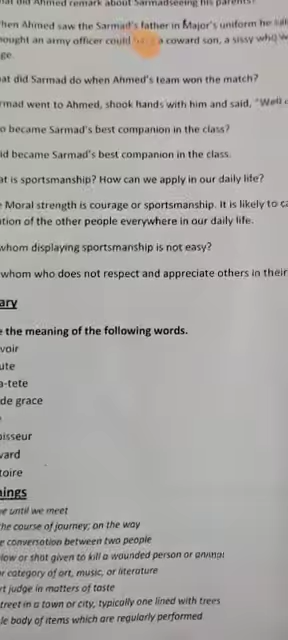 at did Ahmed remark about Sarmadseeing his parents?
hen Ahmed saw the Sarmad's father in Major's uniform he sai
hought an army officer could a coward son, a sissy who w
ge.
at did Sarmad do when Ahmed's team won the match?
rmad went to Ahmed, shook hands with him and said, "Well
o became Sarmad's best companion in the class?
id became Sarmad's best companion in the class.
at is sportsmanship? How can we apply in our daily life?
Moral strength is courage or sportsmanship. It is likely to c
tion of the other people everywhere in our daily life.
whom displaying sportsmanship is not easy?
whom who does not respect and appreciate others in their
ary
e the meaning of the following words.
voir
ute
a-tete
de grace
e
oisseur
vard
toire
nings
e until we meet
he course of journey; on the way
e conversation between two people
low or shot given to kill a wounded person or animal
or category of art, music, or literature
rt judge in matters of taste
treet in a town or city, typically one lined with trees
le body of items which are regularly performed